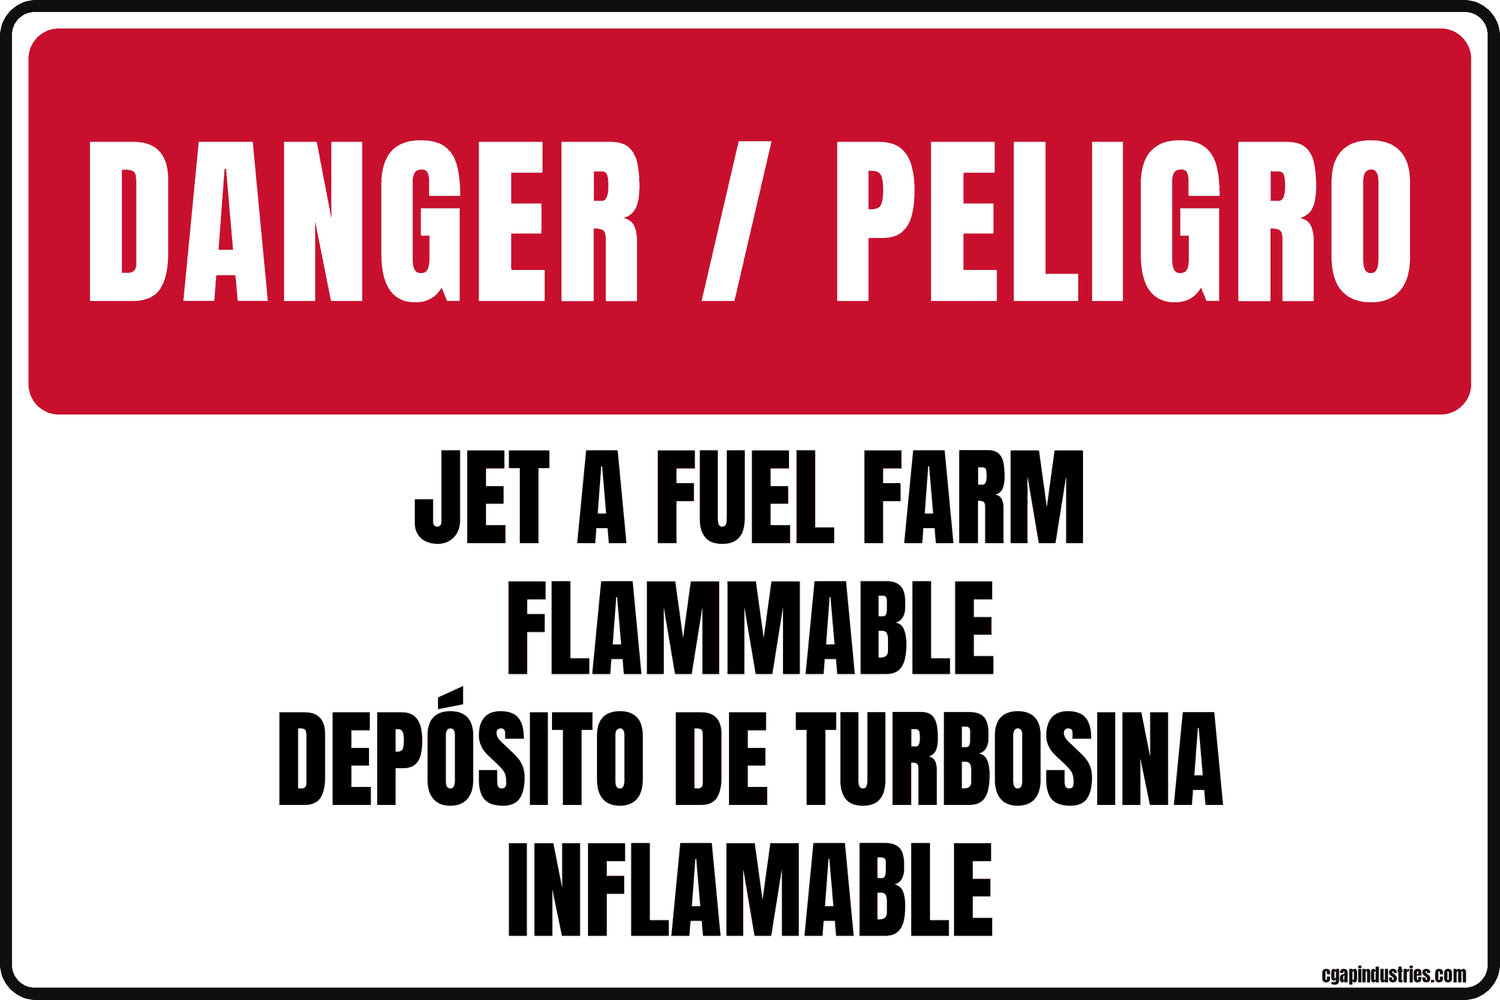 DANGER / PELIGRO
JET A FUEL FARM
FLAMMABLE
DEPÓSITO DE TURBOSINA
INFLAMABLE
cgapindustries.com